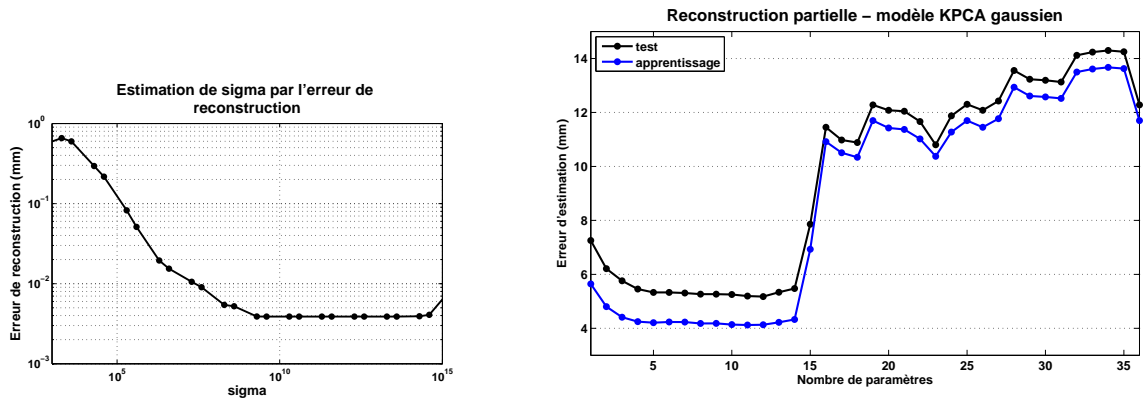 Estimation de sigma par l'erreur de
reconstruction
Erreur de reconstruction (mm)
10^0
10^−1
10^−2
10^−3
10^5
10^10
10^15
sigma
Reconstruction partielle − modèle KPCA gaussien
test
apprentissage
Erreur d'estimation (mm)
14
12
10
8
6
4
5
10
15
20
25
30
35
Nombre de paramètres